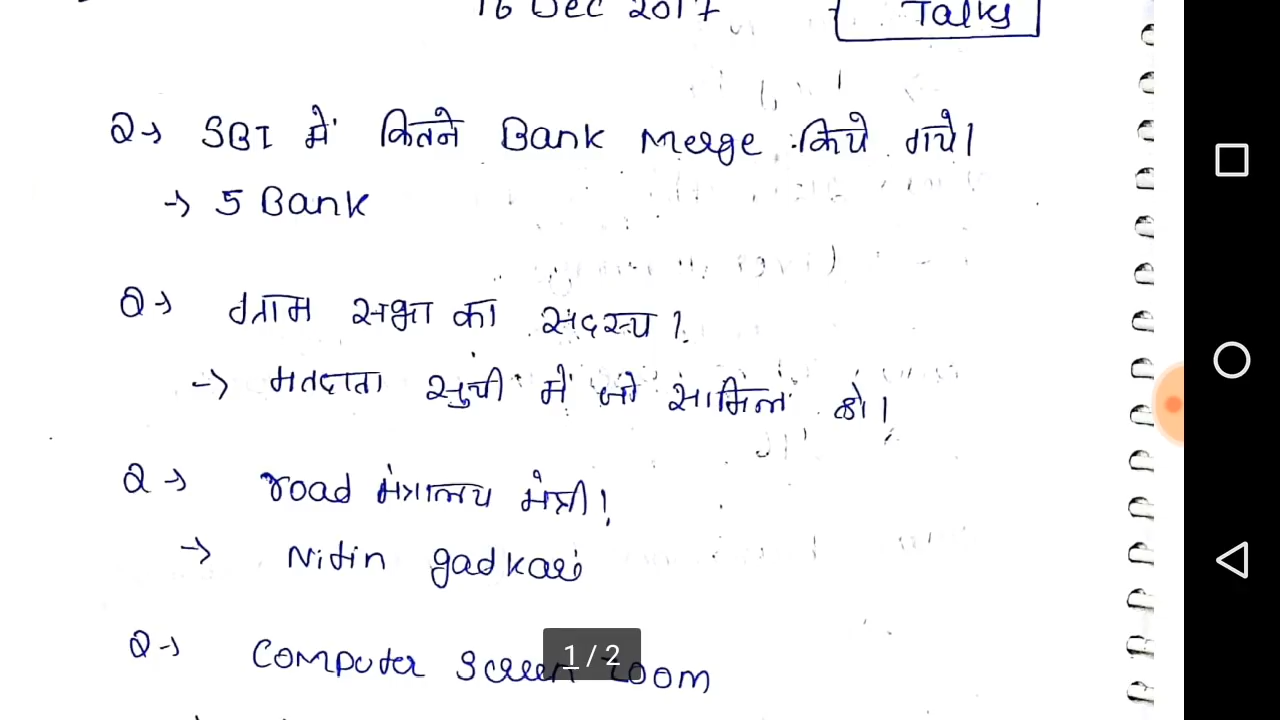 16 Dec 2017
Talks
Q→ SBI में कितने Bank Merge किये गये।
→ 5 Bank
Q→ ग्राम सभा का सदस्य।
→ मतदाता सुची में जो सामिल हो।
Q→ road मंत्रालय मंत्री।
→ Nitin gadkari
1 / 2
Q→ Computer Screen Zoom